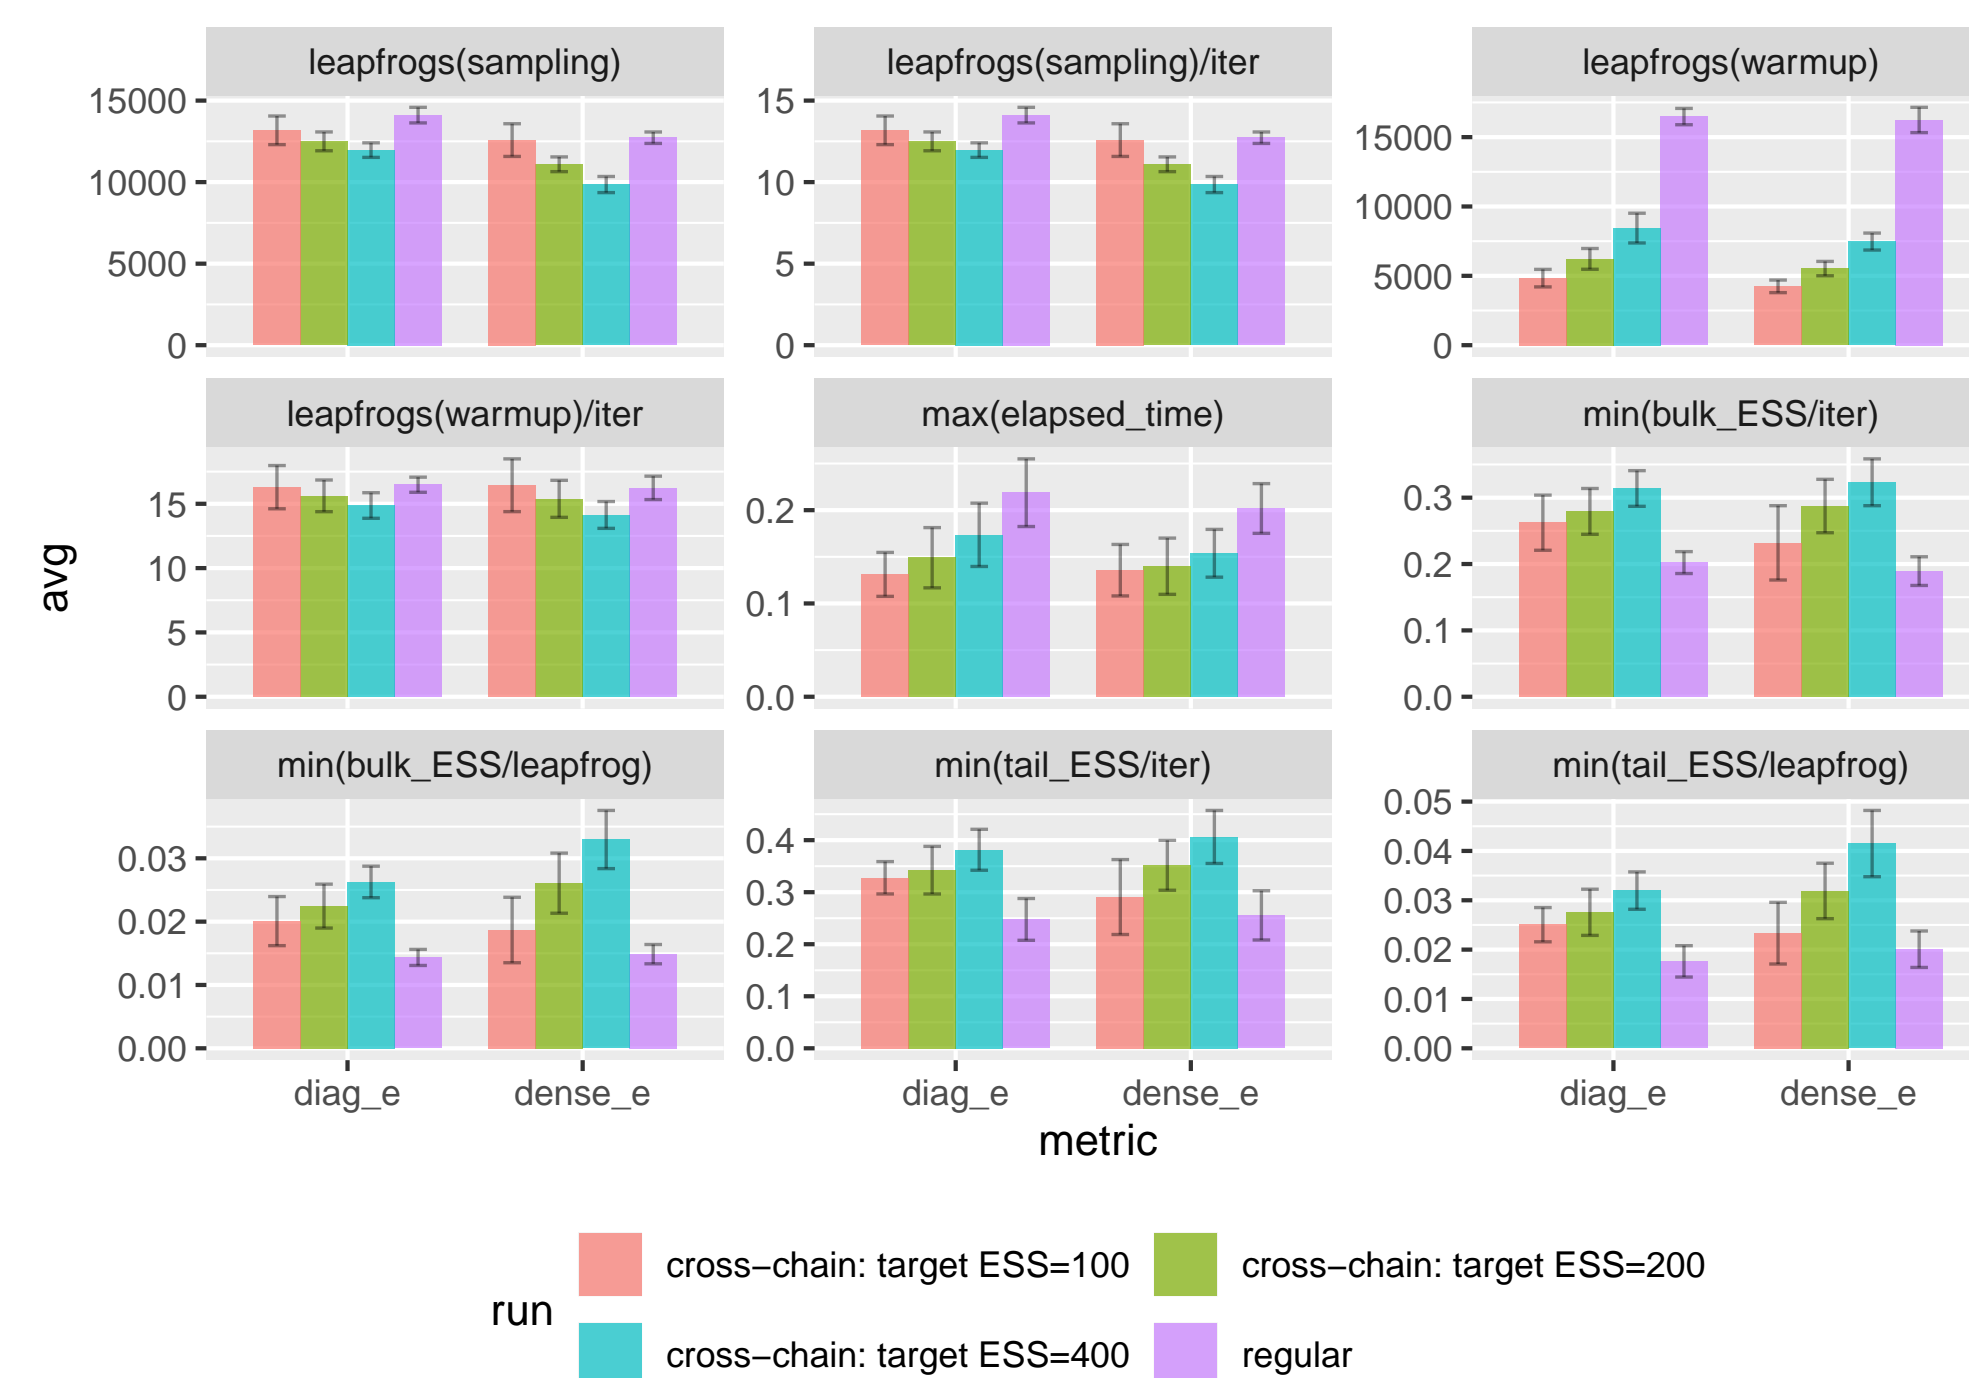 leapfrogs(sampling)
leapfrogs(sampling)/iter
leapfrogs(warmup)
15000
10000
5000
0
15
10
5
0
15000
10000
5000
0
leapfrogs(warmup)/iter
max(elapsed_time)
min(bulk_ESS/iter)
15
10
5
0
0.2
0.1
0.0
0.3
0.2
0.1
0.0
avg
min(bulk_ESS/leapfrog)
min(tail_ESS/iter)
min(tail_ESS/leapfrog)
0.03
0.02
0.01
0.00
0.4
0.3
0.2
0.1
0.0
0.05
0.04
0.03
0.02
0.01
0.00
diag_e dense_e
diag_e dense_e
diag_e dense_e
metric
run
cross−chain: target ESS=100
cross−chain: target ESS=200
cross−chain: target ESS=400
regular